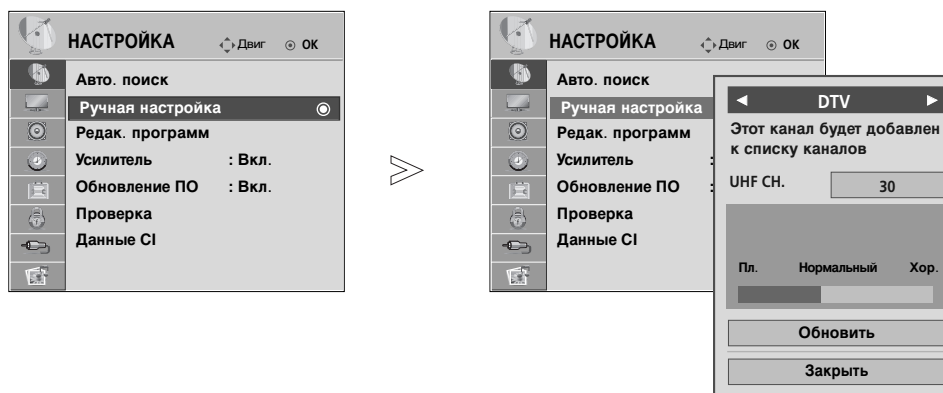 НАСТРОЙКА Двиг OK
Авто. поиск
Ручная настройка
Редак. программ
Усилитель : Вкл.
Обновление ПО : Вкл.
Проверка
Данные CI
НАСТРОЙКА Двиг OK
Авто. поиск
Ручная настройка
Редак. программ
Усилитель :
Обновление ПО :
Проверка
Данные CI
DTV
Этот канал будет добавлен
к списку каналов
UHF CH. 30
Пл. Нормальный Хор.
Обновить
Закрыть